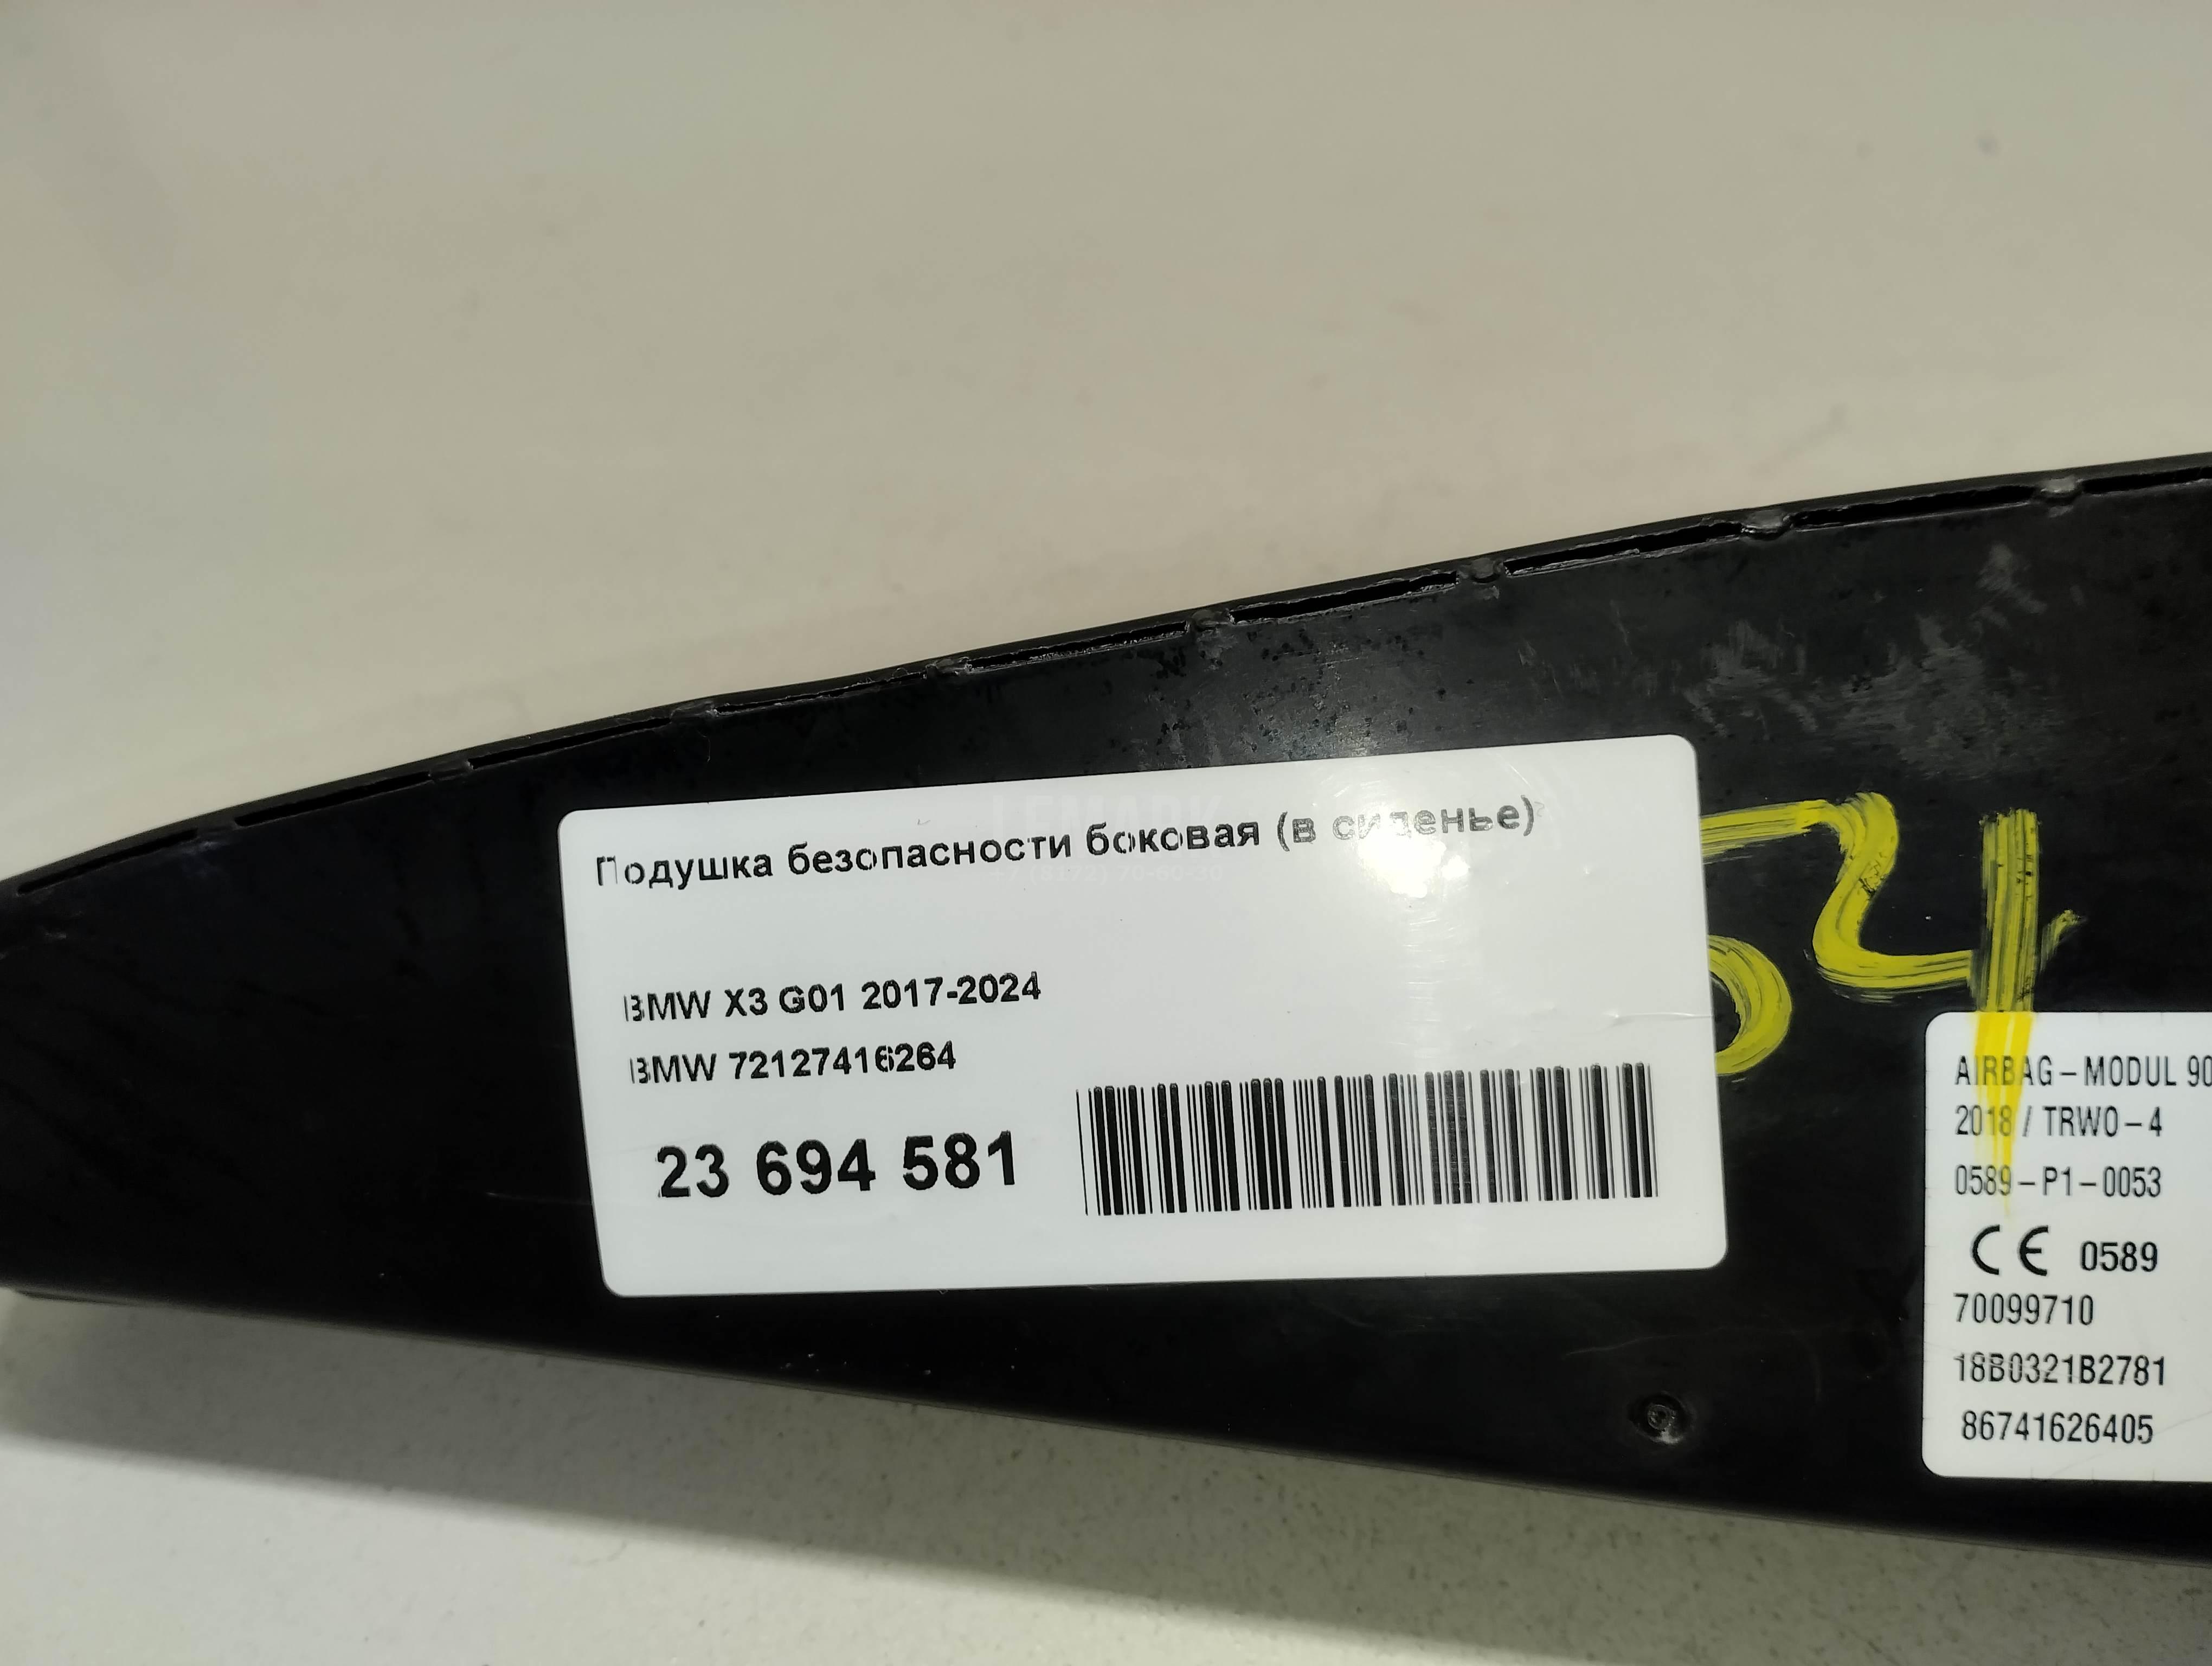 Подушка безопасности боковая (в сиденье)
BMW X3 G01 2017-2024
BMW 72127416264
23 694 581
54
AIRBAG-MODUL 90
2018 / TRW0-4
0589-P1-0053
CE 0589
70099710
18B0321B2781
86741626405